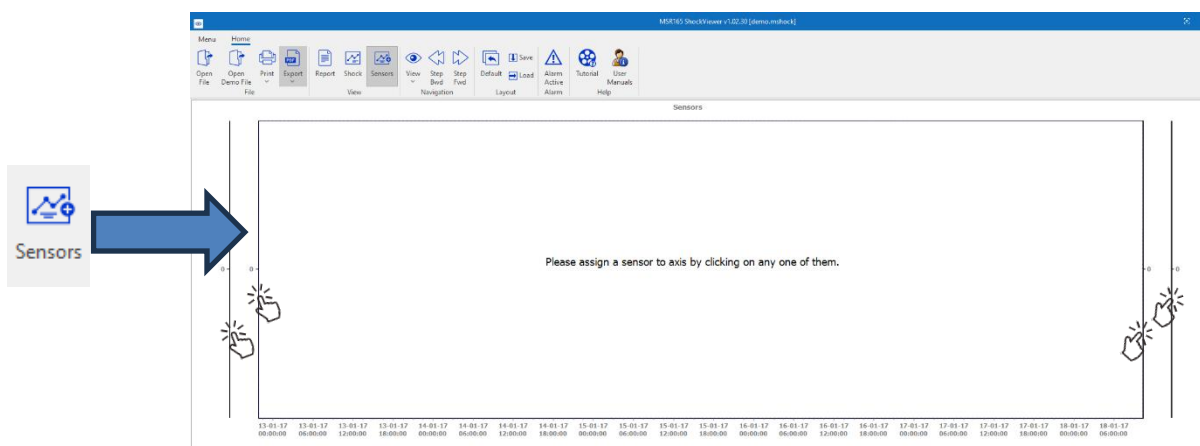 MSR165 ShockViewer v1.02.30 [demo.mshock]
Menu Home
Open File
Open Demo File
Print
Export
Report
Shock
Sensors
View
Step Bwd
Step Fwd
Default
Save
Load
Alarm Active
Tutorial
User Manuals
File
View
Navigation
Layout
Alarm
Help
Sensors
Sensors
Please assign a sensor to axis by clicking on any one of them.
0 0 0 0
13-01-17 13-01-17 13-01-17 13-01-17 14-01-17 14-01-17 14-01-17 14-01-17 15-01-17 15-01-17 15-01-17 15-01-17 16-01-17 16-01-17 16-01-17 16-01-17 17-01-17 17-01-17 17-01-17 17-01-17 18-01-17 18-01-17
00:00:00 06:00:00 12:00:00 18:00:00 00:00:00 06:00:00 12:00:00 18:00:00 00:00:00 06:00:00 12:00:00 18:00:00 00:00:00 06:00:00 12:00:00 18:00:00 00:00:00 06:00:00 12:00:00 18:00:00 00:00:00 06:00:00